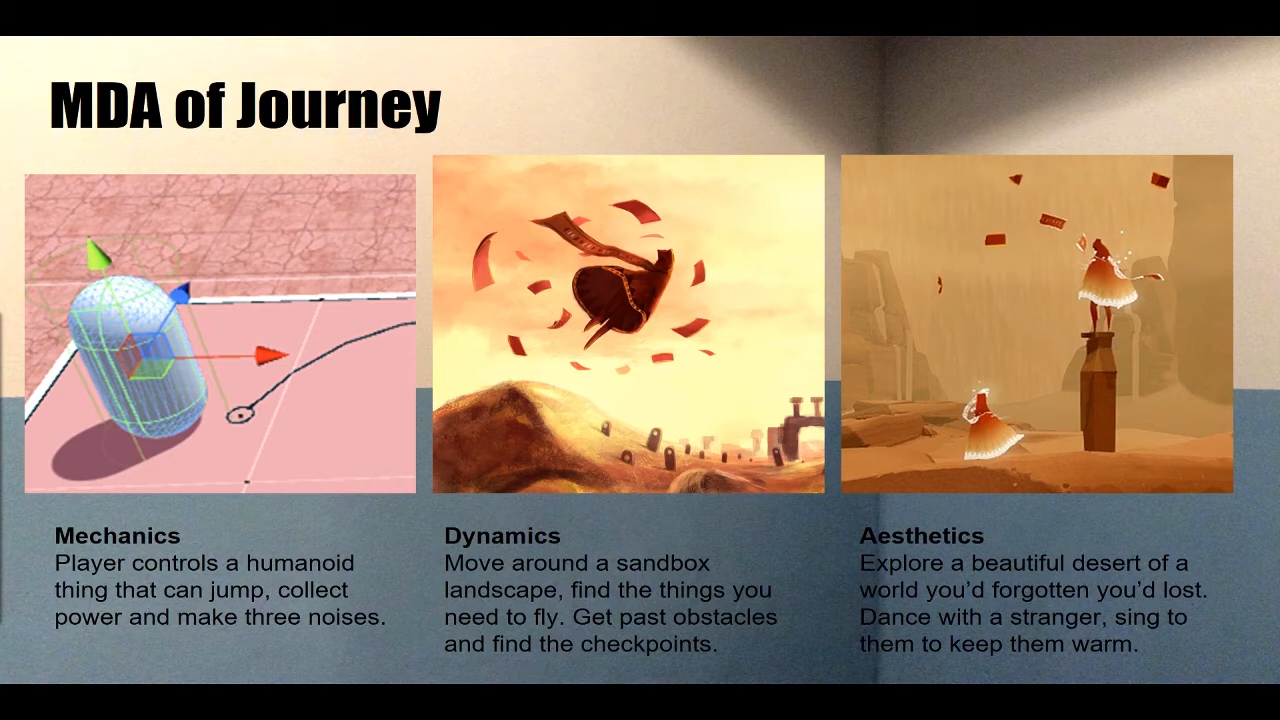 MDA of Journey
Mechanics
Player controls a humanoid
thing that can jump, collect
power and make three noises.
Dynamics
Move around a sandbox
landscape, find the things you
need to fly. Get past obstacles
and find the checkpoints.
Aesthetics
Explore a beautiful desert of a
world you’d forgotten you’d lost.
Dance with a stranger, sing to
them to keep them warm.